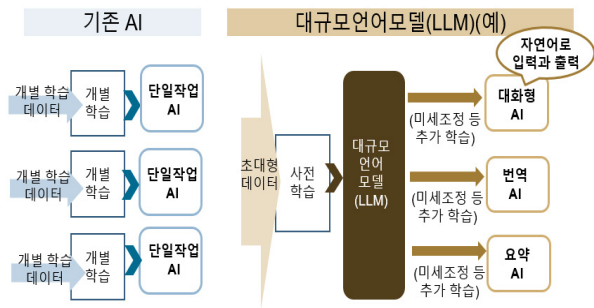 기존 AI
개별 학습
데이터
개별
학습
단일작업
AI
개별 학습
데이터
개별
학습
단일작업
AI
개별 학습
데이터
개별
학습
단일작업
AI
대규모언어모델(LLM)(예)
초대형
데이터
사전
학습
대규모
언어
모델
(LLM)
자연어로
입력과 출력
(미세조정 등
추가 학습)
대화형
AI
(미세조정 등
추가 학습)
번역
AI
(미세조정 등
추가 학습)
요약
AI